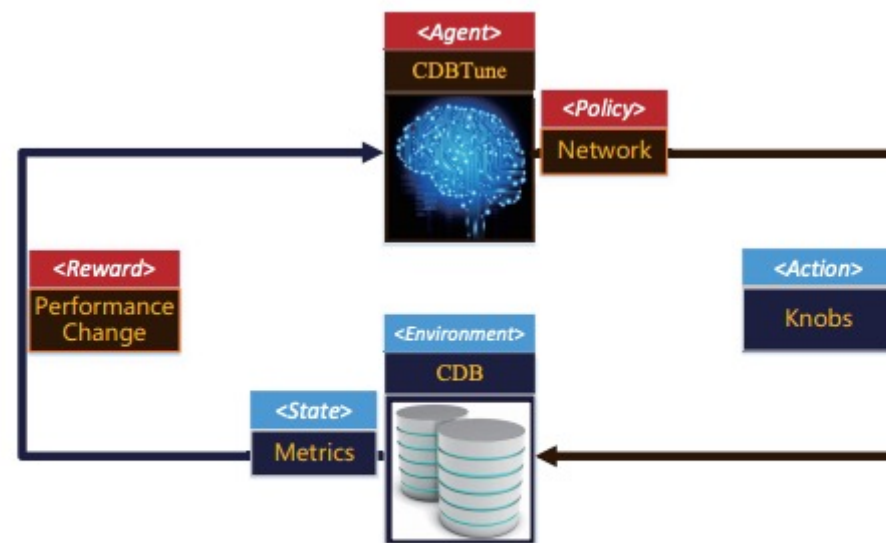 <Agent>
CDBTune
<Policy>
Network
<Reward>
Performance
Change
<Action>
Knobs
<Environment>
CDB
<State>
Metrics